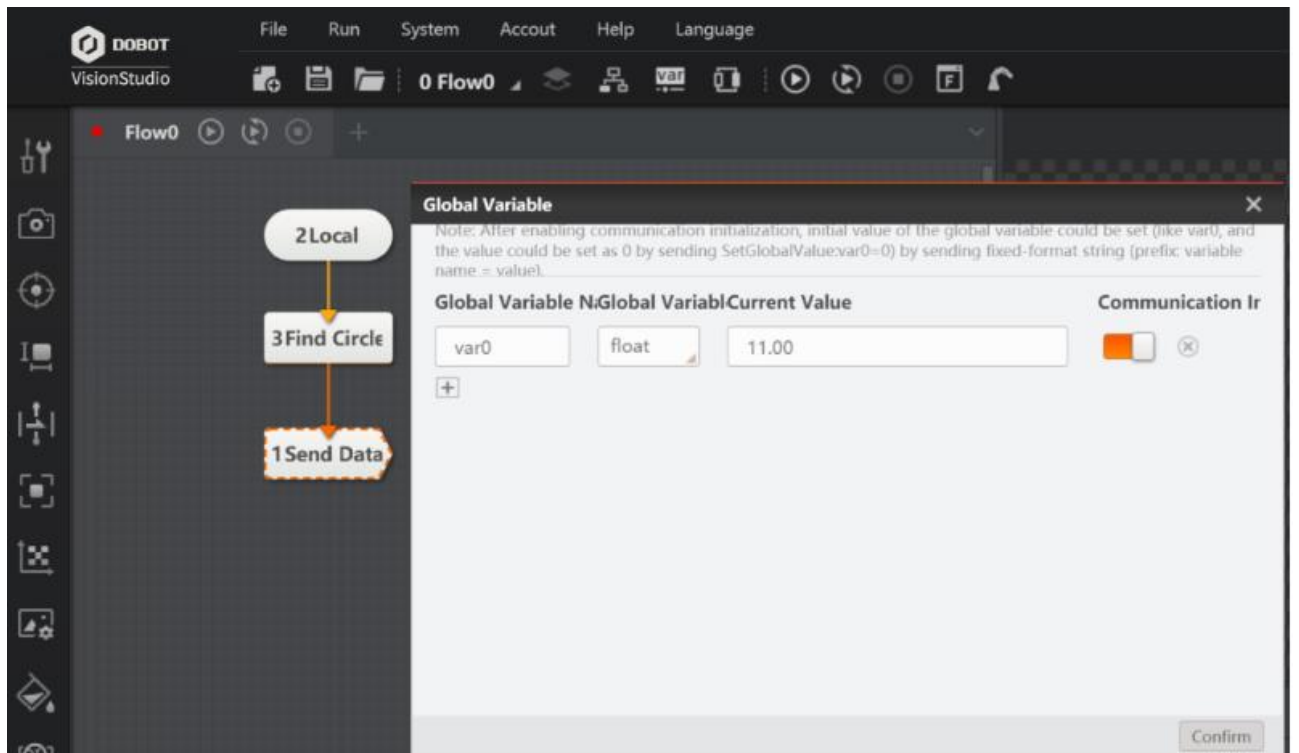 File Run System Accout Help Language
DOBOT
VisionStudio
0 Flow0
var
F
Flow0
Global Variable
Note: After enabling communication initialization, initial value of the global variable could be set (like var0, and
the value could be set as 0 by sending SetGlobalValue:var0=0) by sending fixed-format string (prefix: variable
name = value).
2Local
Global Variable Na Global Variabl Current Value Communication Ir
3Find Circle
var0 float 11.00
1Send Data
Confirm